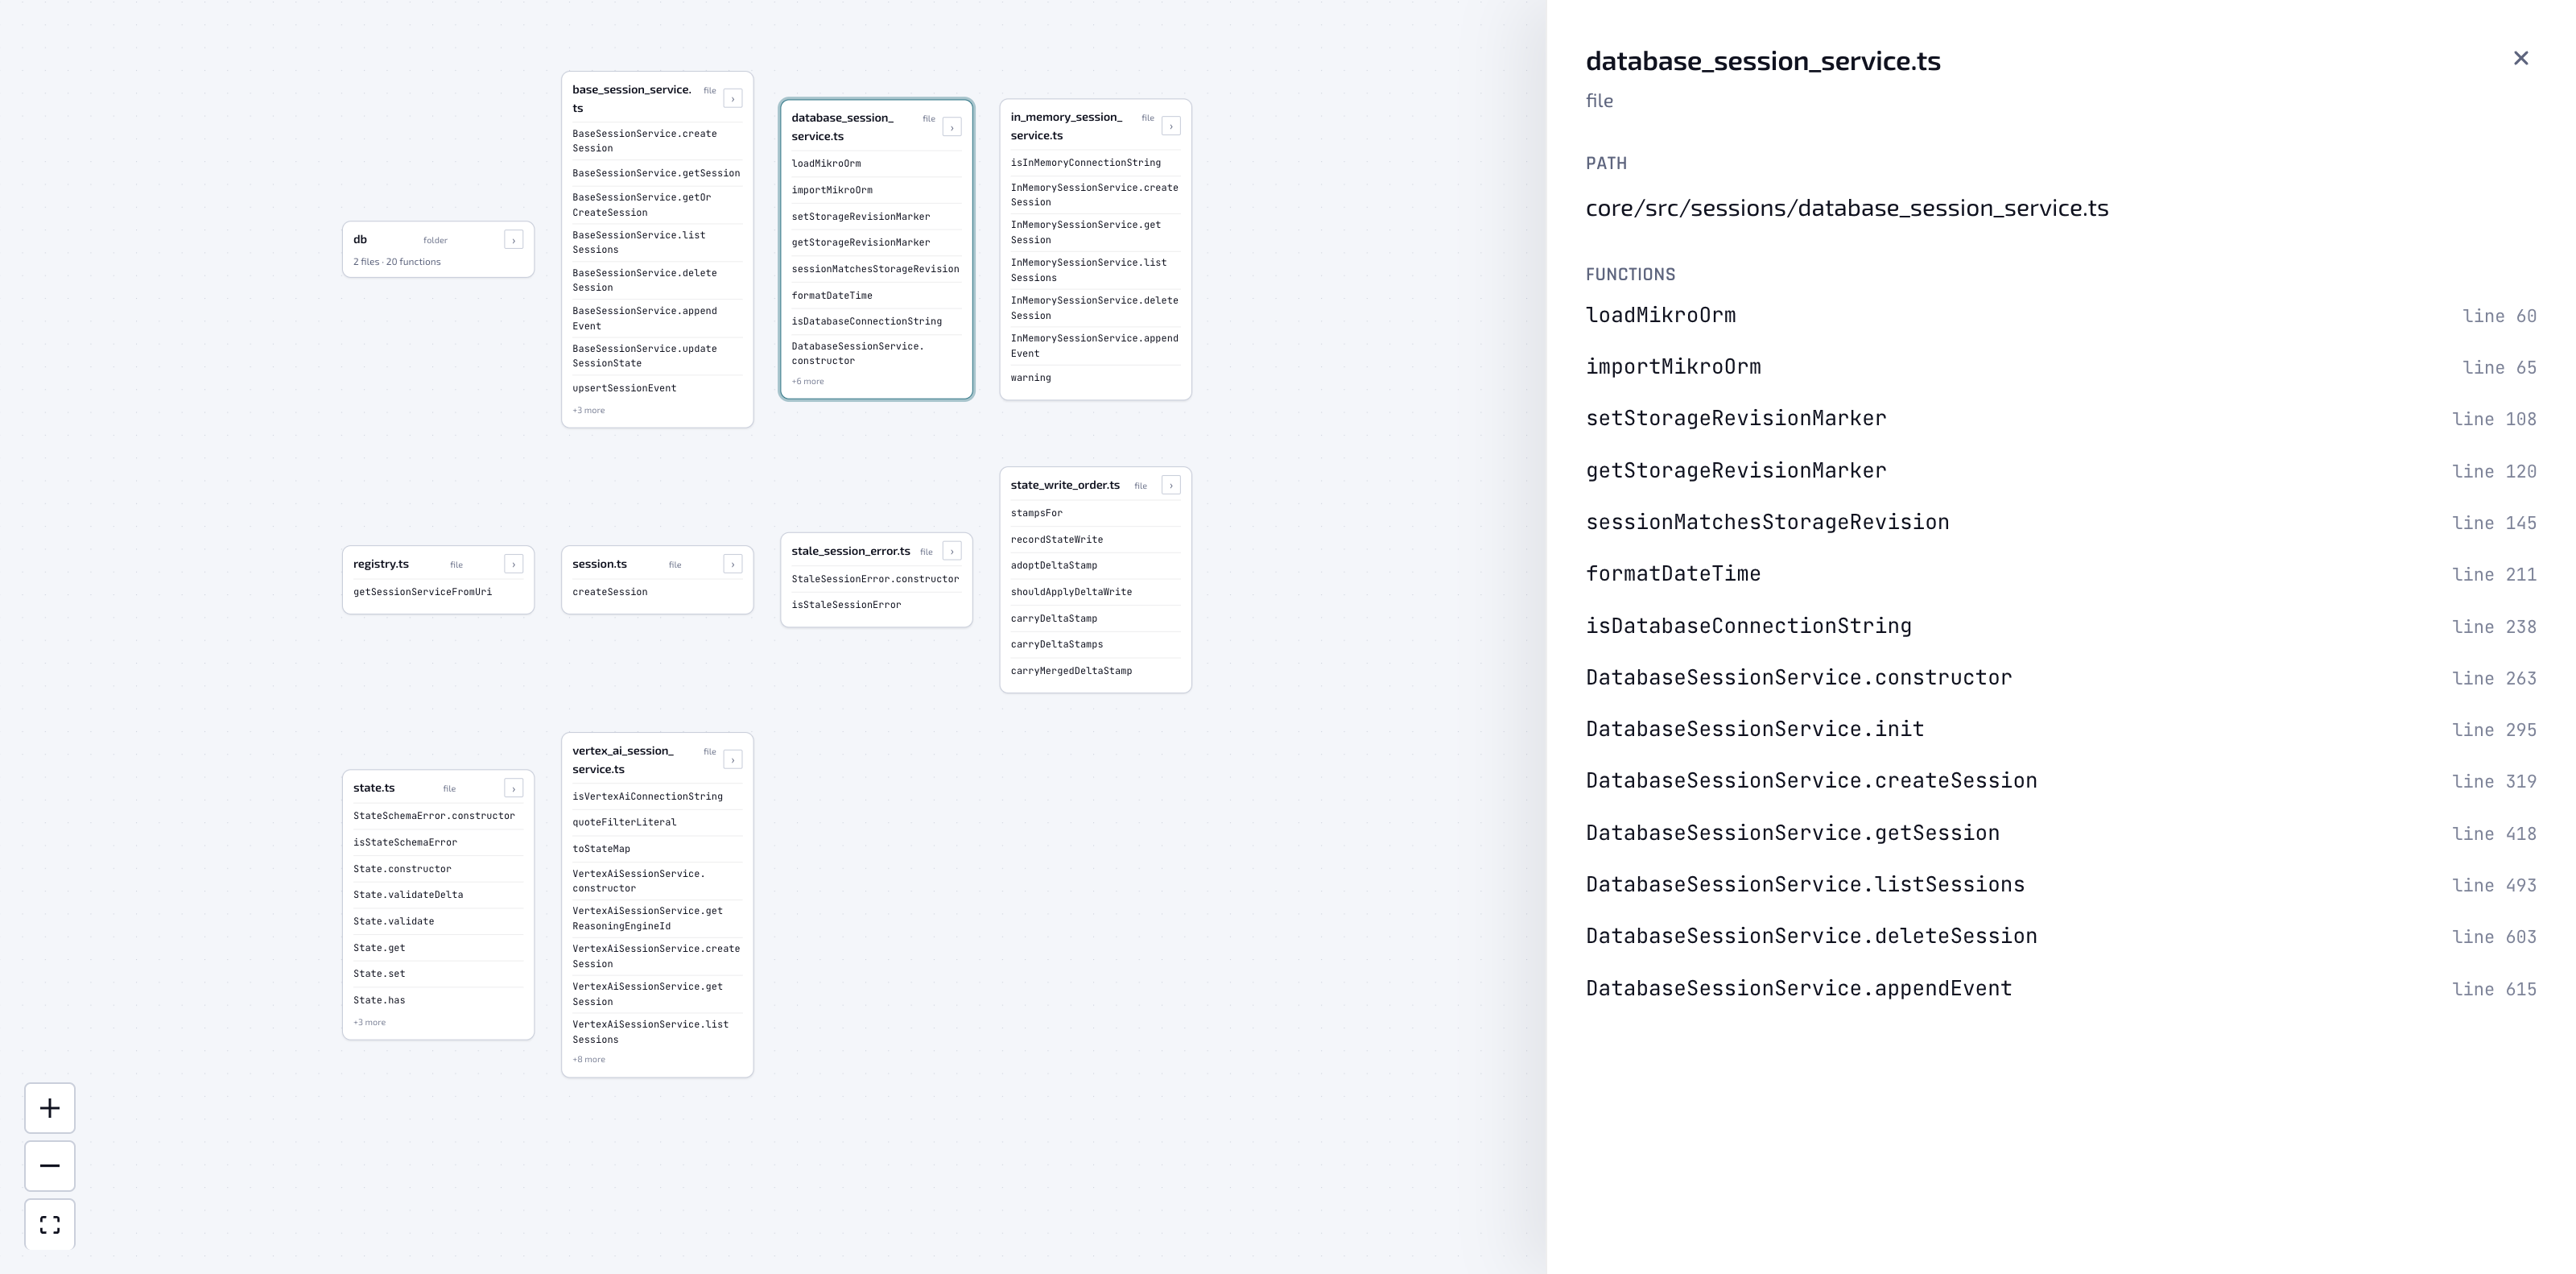 db folder ›
2 files · 20 functions
base_session_service. file ›
ts
BaseSessionService.create
Session
BaseSessionService.getSession
BaseSessionService.getOr
CreateSession
BaseSessionService.list
Sessions
BaseSessionService.delete
Session
BaseSessionService.append
Event
BaseSessionService.update
SessionState
upsertSessionEvent
+3 more
database_session_ file ›
service.ts
loadMikroOrm
importMikroOrm
setStorageRevisionMarker
getStorageRevisionMarker
sessionMatchesStorageRevision
formatDateTime
isDatabaseConnectionString
DatabaseSessionService.
constructor
+6 more
in_memory_session_ file ›
service.ts
isInMemoryConnectionString
InMemorySessionService.create
Session
InMemorySessionService.get
Session
InMemorySessionService.list
Sessions
InMemorySessionService.delete
Session
InMemorySessionService.append
Event
warning
registry.ts file ›
getSessionServiceFromUri
session.ts file ›
createSession
stale_session_error.ts file ›
StaleSessionError.constructor
isStaleSessionError
state_write_order.ts file ›
stampsFor
recordStateWrite
adoptDeltaStamp
shouldApplyDeltaWrite
carryDeltaStamp
carryDeltaStamps
carryMergedDeltaStamp
state.ts file ›
StateSchemaError.constructor
isStateSchemaError
State.constructor
State.validateDelta
State.validate
State.get
State.set
State.has
+3 more
vertex_ai_session_ file ›
service.ts
isVertexAiConnectionString
quoteFilterLiteral
toStateMap
VertexAiSessionService.
constructor
VertexAiSessionService.get
ReasoningEngineId
VertexAiSessionService.create
Session
VertexAiSessionService.get
Session
VertexAiSessionService.list
Sessions
+8 more
database_session_service.ts
file
PATH
core/src/sessions/database_session_service.ts
FUNCTIONS
loadMikroOrm line 60
importMikroOrm line 65
setStorageRevisionMarker line 108
getStorageRevisionMarker line 120
sessionMatchesStorageRevision line 145
formatDateTime line 211
isDatabaseConnectionString line 238
DatabaseSessionService.constructor line 263
DatabaseSessionService.init line 295
DatabaseSessionService.createSession line 319
DatabaseSessionService.getSession line 418
DatabaseSessionService.listSessions line 493
DatabaseSessionService.deleteSession line 603
DatabaseSessionService.appendEvent line 615